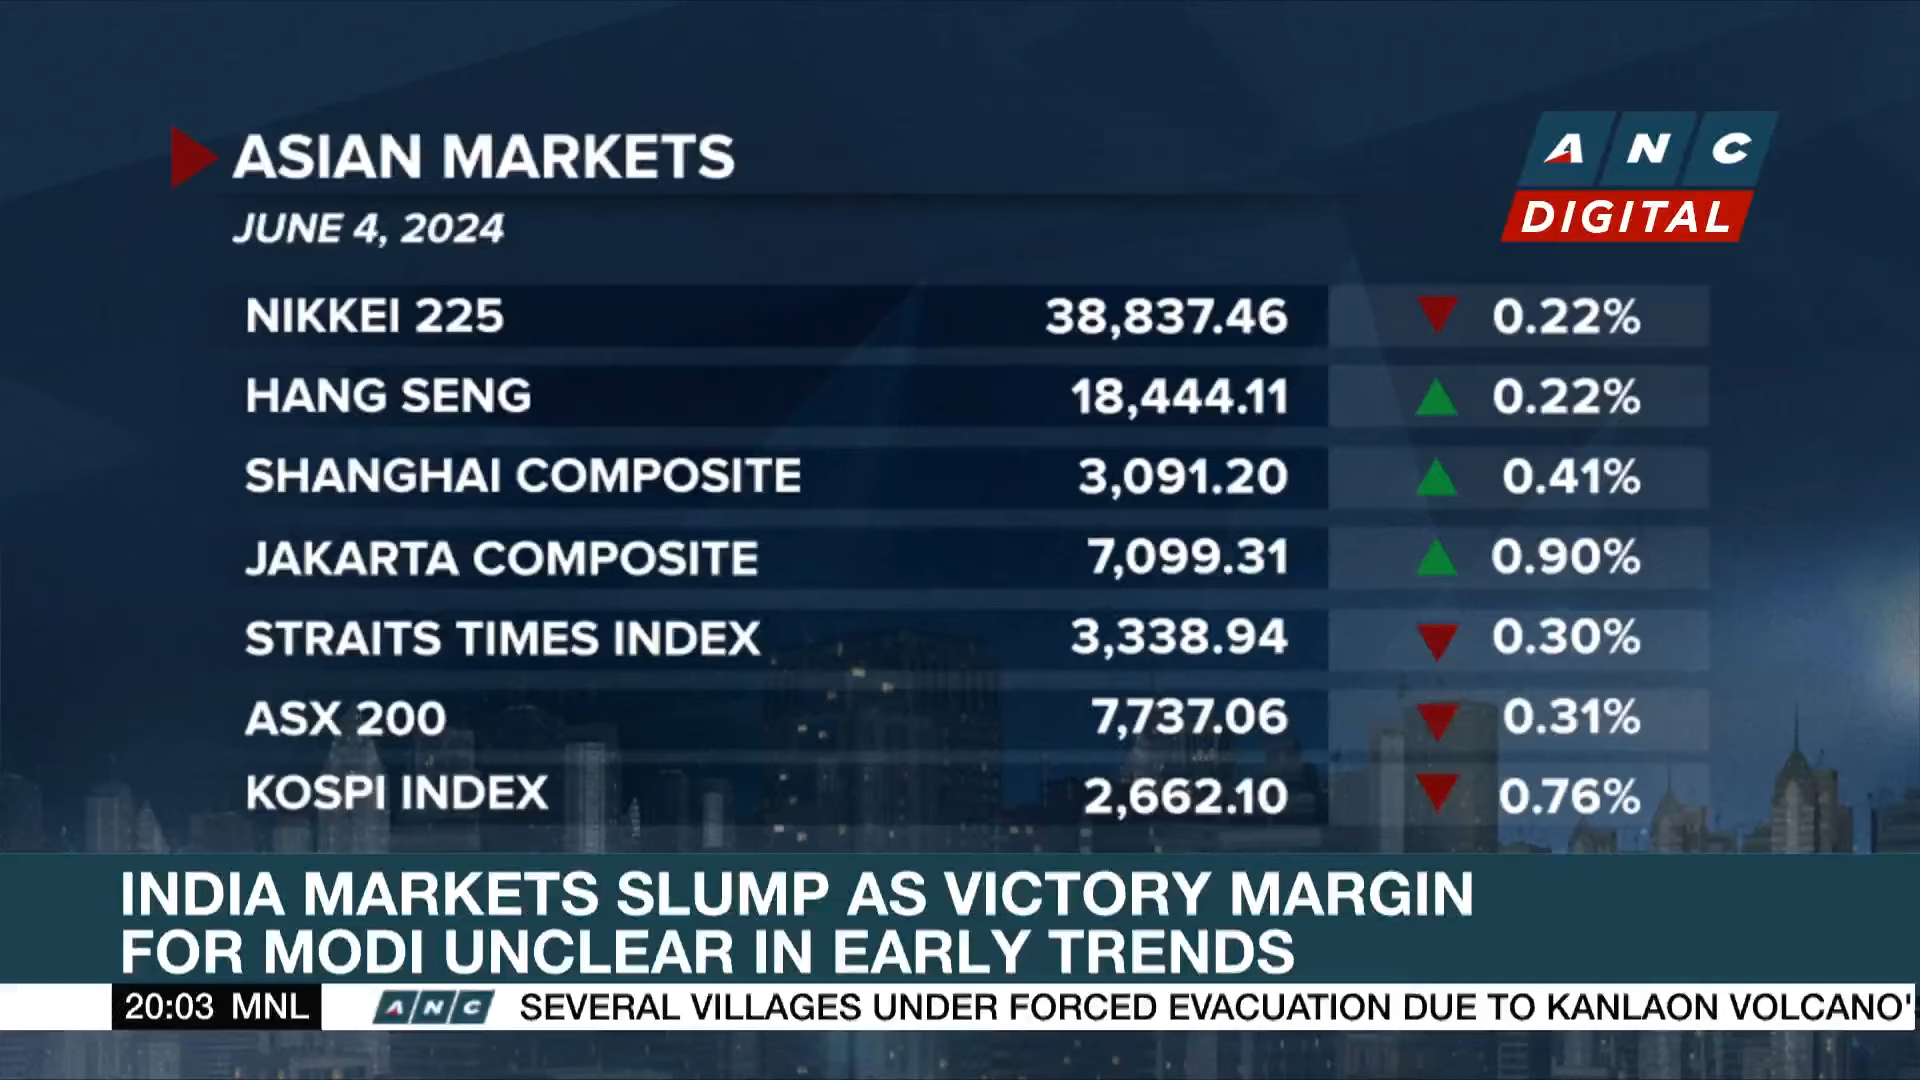 ASIAN MARKETS
JUNE 4, 2024
ANC
DIGITAL
NIKKEI 225 38,837.46 ▼ 0.22%
HANG SENG 18,444.11 ▲ 0.22%
SHANGHAI COMPOSITE 3,091.20 ▲ 0.41%
JAKARTA COMPOSITE 7,099.31 ▲ 0.90%
STRAITS TIMES INDEX 3,338.94 ▼ 0.30%
ASX 200 7,737.06 ▼ 0.31%
KOSPI INDEX 2,662.10 ▼ 0.76%
INDIA MARKETS SLUMP AS VICTORY MARGIN
FOR MODI UNCLEAR IN EARLY TRENDS
20:03 MNL ANC SEVERAL VILLAGES UNDER FORCED EVACUATION DUE TO KANLAON VOLCANO'